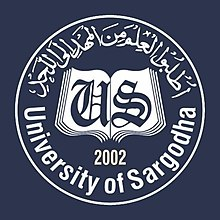 اطلبوا العلم من المهد الى اللحد
US
2002
University of Sargodha